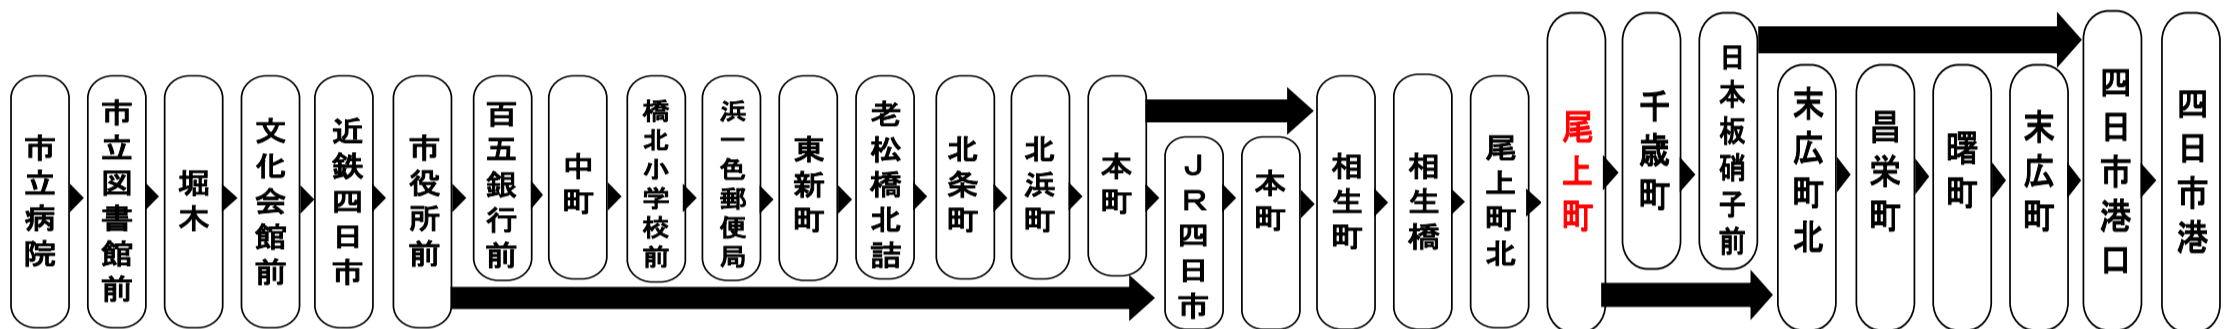 市立病院
市立図書館前
堀木
文化会館前
近鉄四日市
市役所前
百五銀行前
中町
橋北小学校前
浜一色郵便局
東新町
老松橋北詰
北条町
北浜町
本町
JR四日市
本町
相生町
相生橋
尾上町北
尾上町
千歳町
日本板硝子前
末広町北
昌栄町
曙町
末広町
四日市港口
四日市港